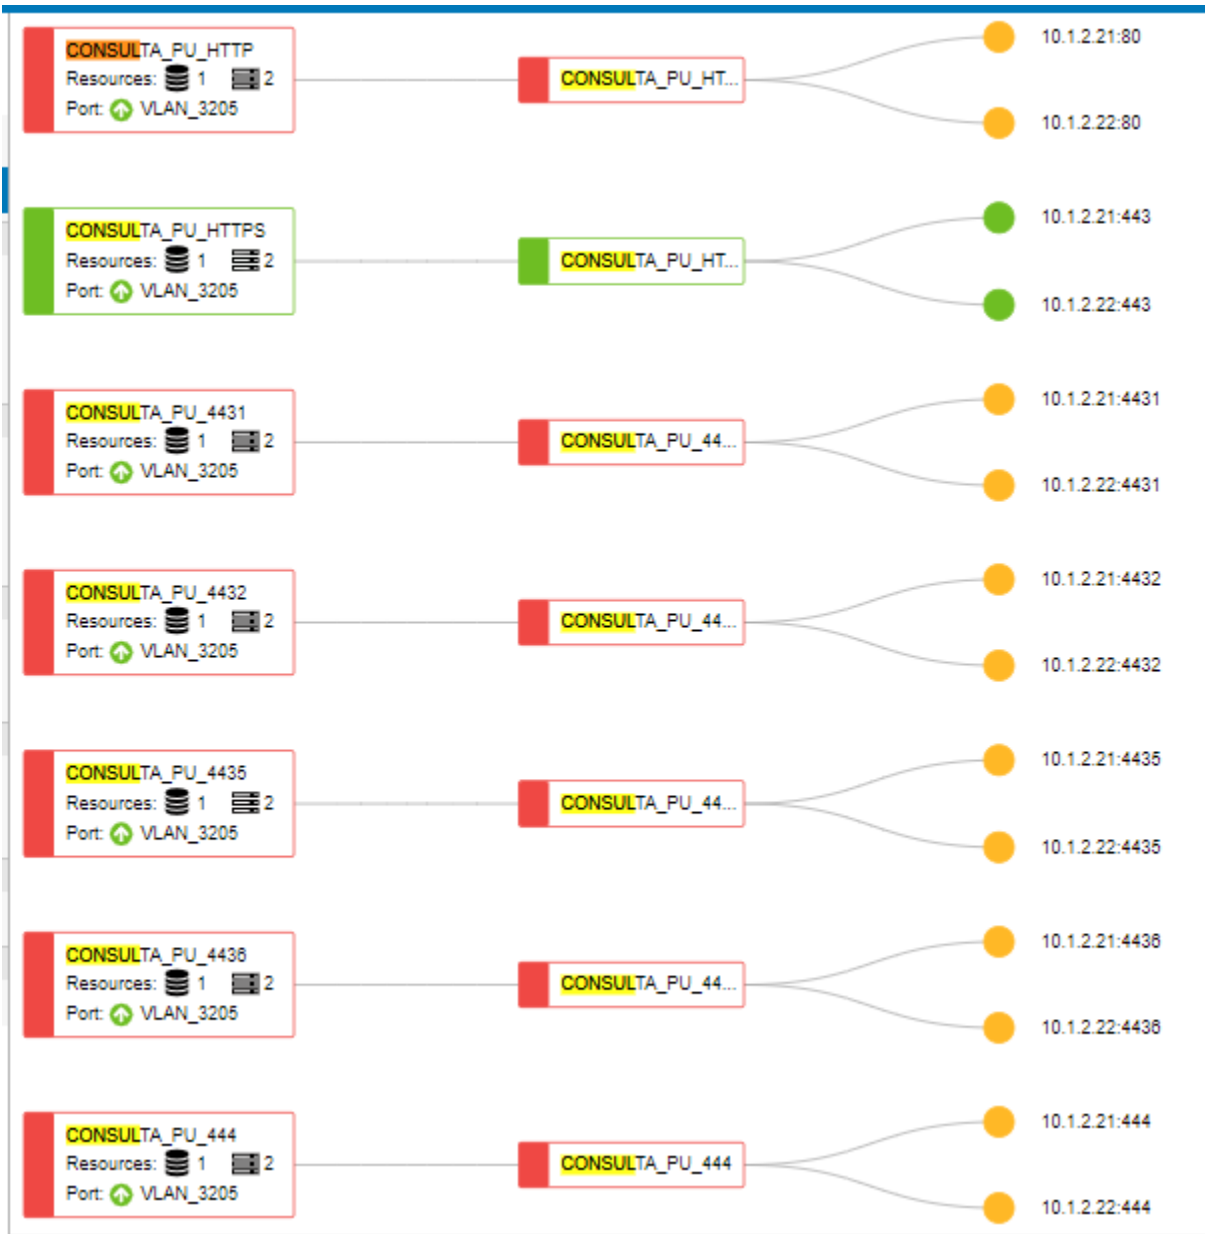 CONSULTA_PU_HTTP
Resources: 1 2
Port: VLAN_3205
CONSULTA_PU_HT...
10.1.2.21:80
10.1.2.22:80
CONSULTA_PU_HTTPS
Resources: 1 2
Port: VLAN_3205
CONSULTA_PU_HT...
10.1.2.21:443
10.1.2.22:443
CONSULTA_PU_4431
Resources: 1 2
Port: VLAN_3205
CONSULTA_PU_44...
10.1.2.21:4431
10.1.2.22:4431
CONSULTA_PU_4432
Resources: 1 2
Port: VLAN_3205
CONSULTA_PU_44...
10.1.2.21:4432
10.1.2.22:4432
CONSULTA_PU_4435
Resources: 1 2
Port: VLAN_3205
CONSULTA_PU_44...
10.1.2.21:4435
10.1.2.22:4435
CONSULTA_PU_4436
Resources: 1 2
Port: VLAN_3205
CONSULTA_PU_44...
10.1.2.21:4436
10.1.2.22:4436
CONSULTA_PU_444
Resources: 1 2
Port: VLAN_3205
CONSULTA_PU_444
10.1.2.21:444
10.1.2.22:444